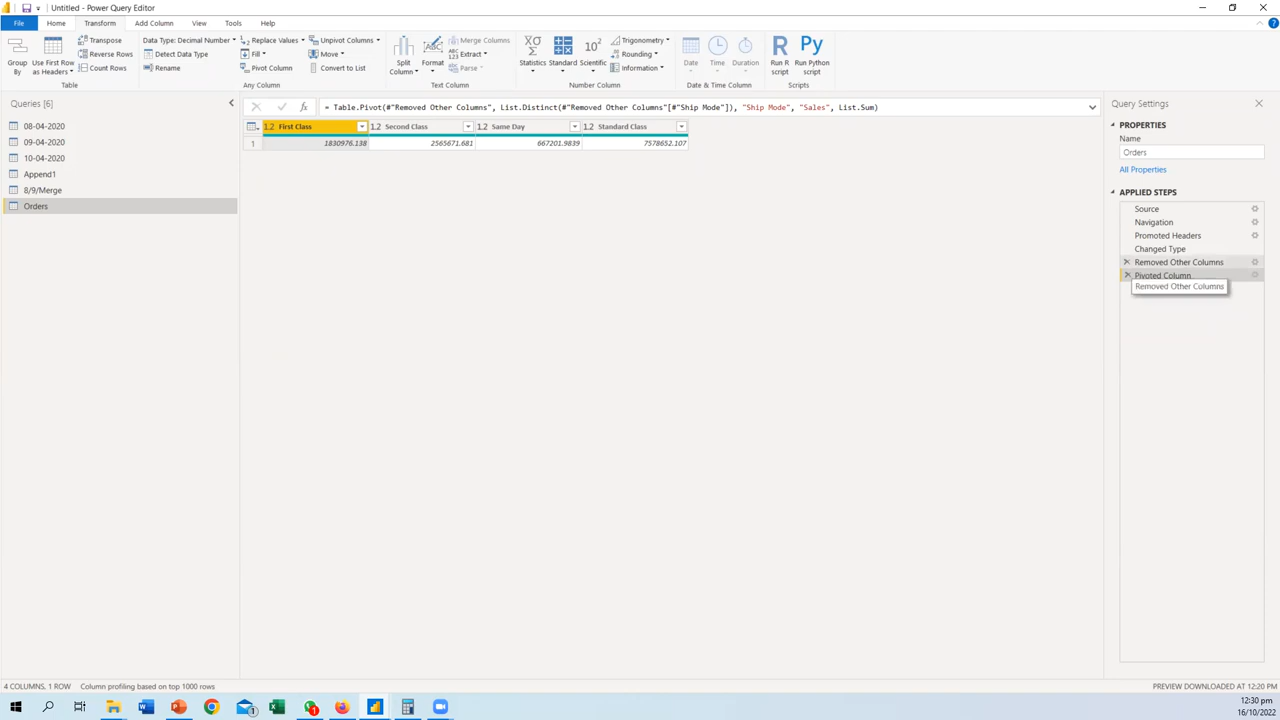 Untitled - Power Query Editor
File Home Transform Add Column View Tools Help
Group By
Use First Row as Headers
Transpose
Reverse Rows
Count Rows
Table
Data Type: Decimal Number
Detect Data Type
Rename
Replace Values
Fill
Pivot Column
Unpivot Columns
Move
Convert to List
Any Column
Split Column
Format
ABC
Merge Columns
ABC 123 Extract
Parse
Text Column
XΣ σ
Statistics
Standard
10²
Scientific
Trigonometry
Rounding
Information
Number Column
Date
Time
Duration
Date & Time Column
R
Run R script
Py
Run Python script
Scripts
Queries [6]
08-04-2020
09-04-2020
10-04-2020
Append1
8/9/Merge
Orders
fx = Table.Pivot(#"Removed Other Columns", List.Distinct(#"Removed Other Columns"[#"Ship Mode"]), "Ship Mode", "Sales", List.Sum)
1.2 First Class 1.2 Second Class 1.2 Same Day 1.2 Standard Class
1 1830976.138 2565671.681 667201.9839 7578652.107
Query Settings
PROPERTIES
Name
Orders
All Properties
APPLIED STEPS
Source
Navigation
Promoted Headers
Changed Type
Removed Other Columns
Pivoted Column
Removed Other Columns
4 COLUMNS, 1 ROW Column profiling based on top 1000 rows
PREVIEW DOWNLOADED AT 12:20 PM
12:30 PM
16/10/2022